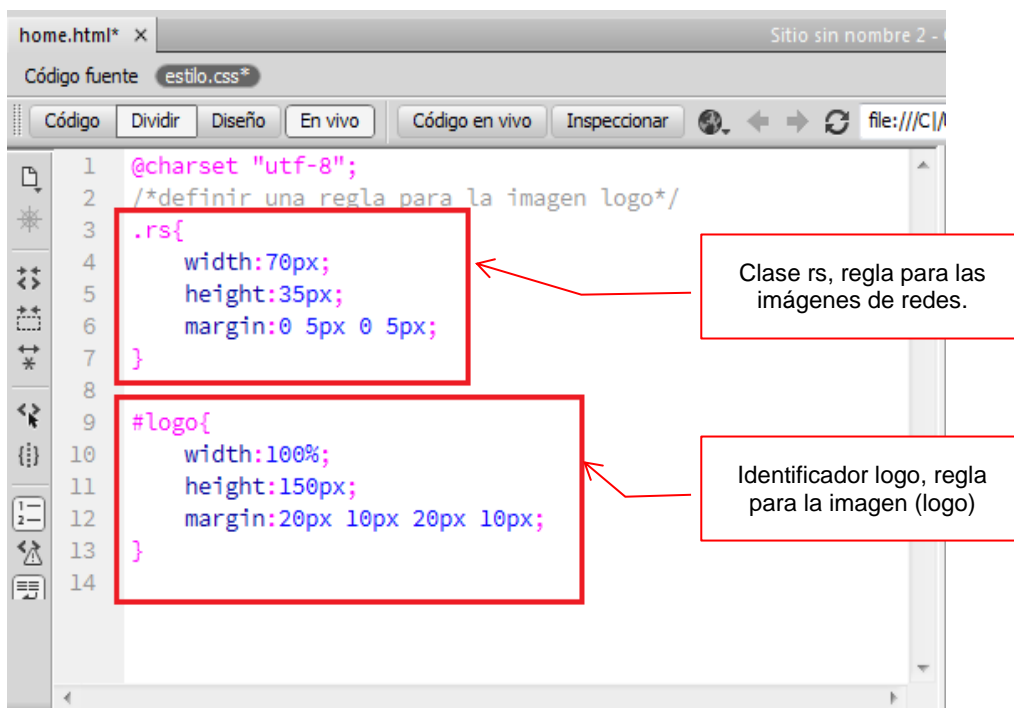 home.html* ×
Sitio sin nombre 2 -
Código fuente estilo.css*
Código Dividir Diseño En vivo Código en vivo Inspeccionar file:///C|/
1 @charset "utf-8";
2 /*definir una regla para la imagen logo*/
3 .rs{
4 width:70px;
5 height:35px;
6 margin:0 5px 0 5px;
7 }
8
9 #logo{
10 width:100%;
11 height:150px;
12 margin:20px 10px 20px 10px;
13 }
14
Clase rs, regla para las
imágenes de redes.
Identificador logo, regla
para la imagen (logo)